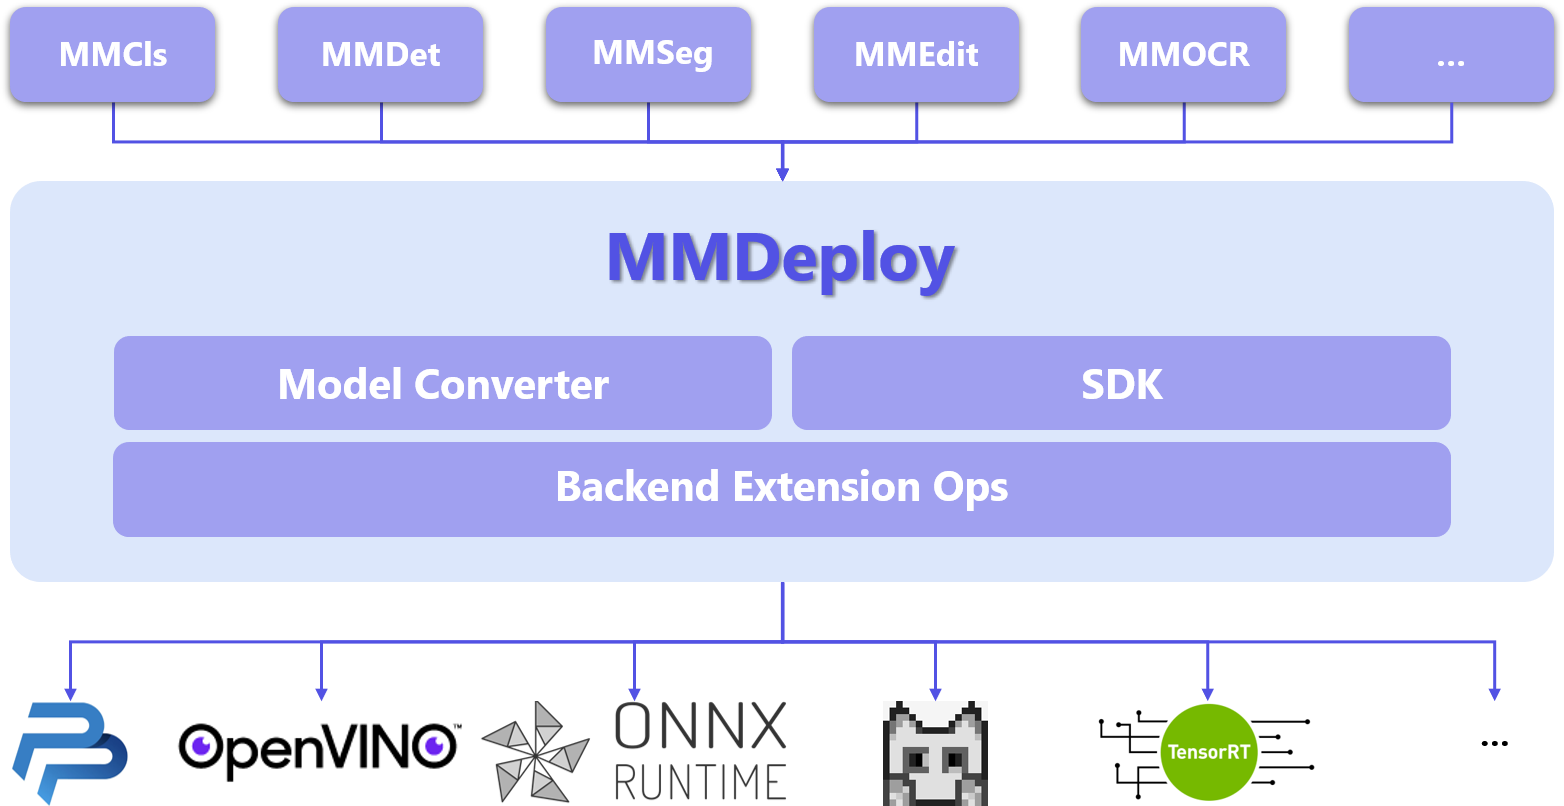 MMCls
MMDet
MMSeg
MMEdit
MMOCR
...
MMDeploy
Model Converter
SDK
Backend Extension Ops
OpenVINO™
ONNX
RUNTIME
TensorRT
...